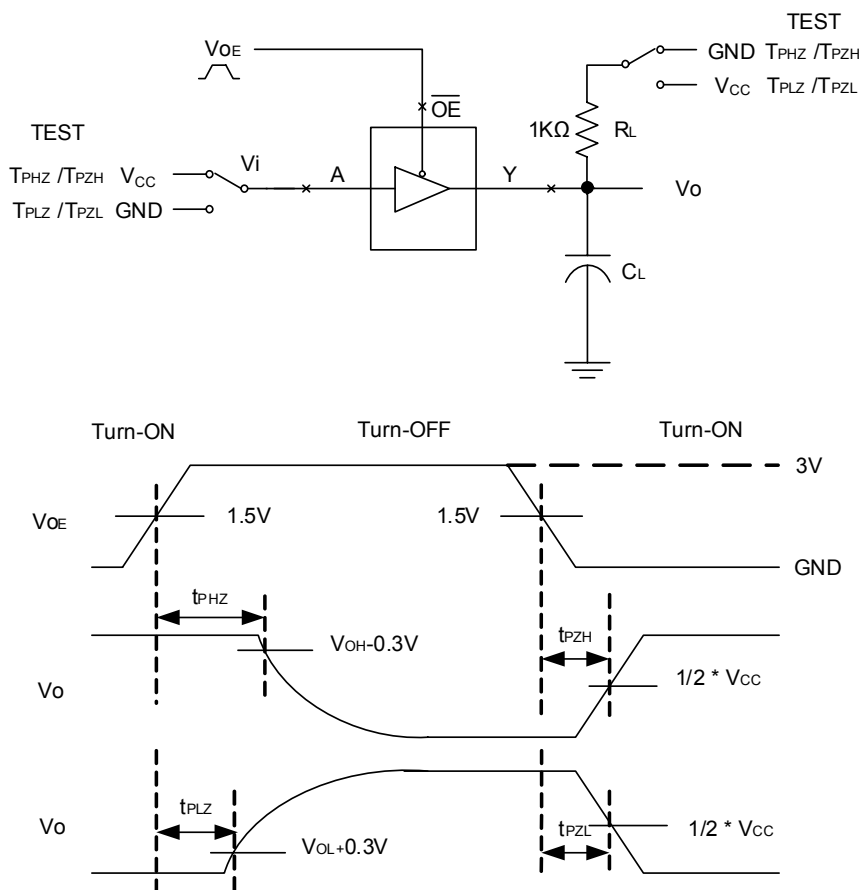 TEST
GND TPHZ /TPZH
VCC TPLZ /TPZL
VOE
OE
1KΩ RL
TEST
TPHZ /TPZH VCC
TPLZ /TPZL GND
Vi
A
Y
Vo
CL
Turn-ON Turn-OFF Turn-ON
3V
VOE
1.5V
1.5V
GND
tPHZ
VOH-0.3V
tPZH
Vo
1/2 * VCC
tPLZ
Vo
VOL+0.3V
tPZL
1/2 * VCC